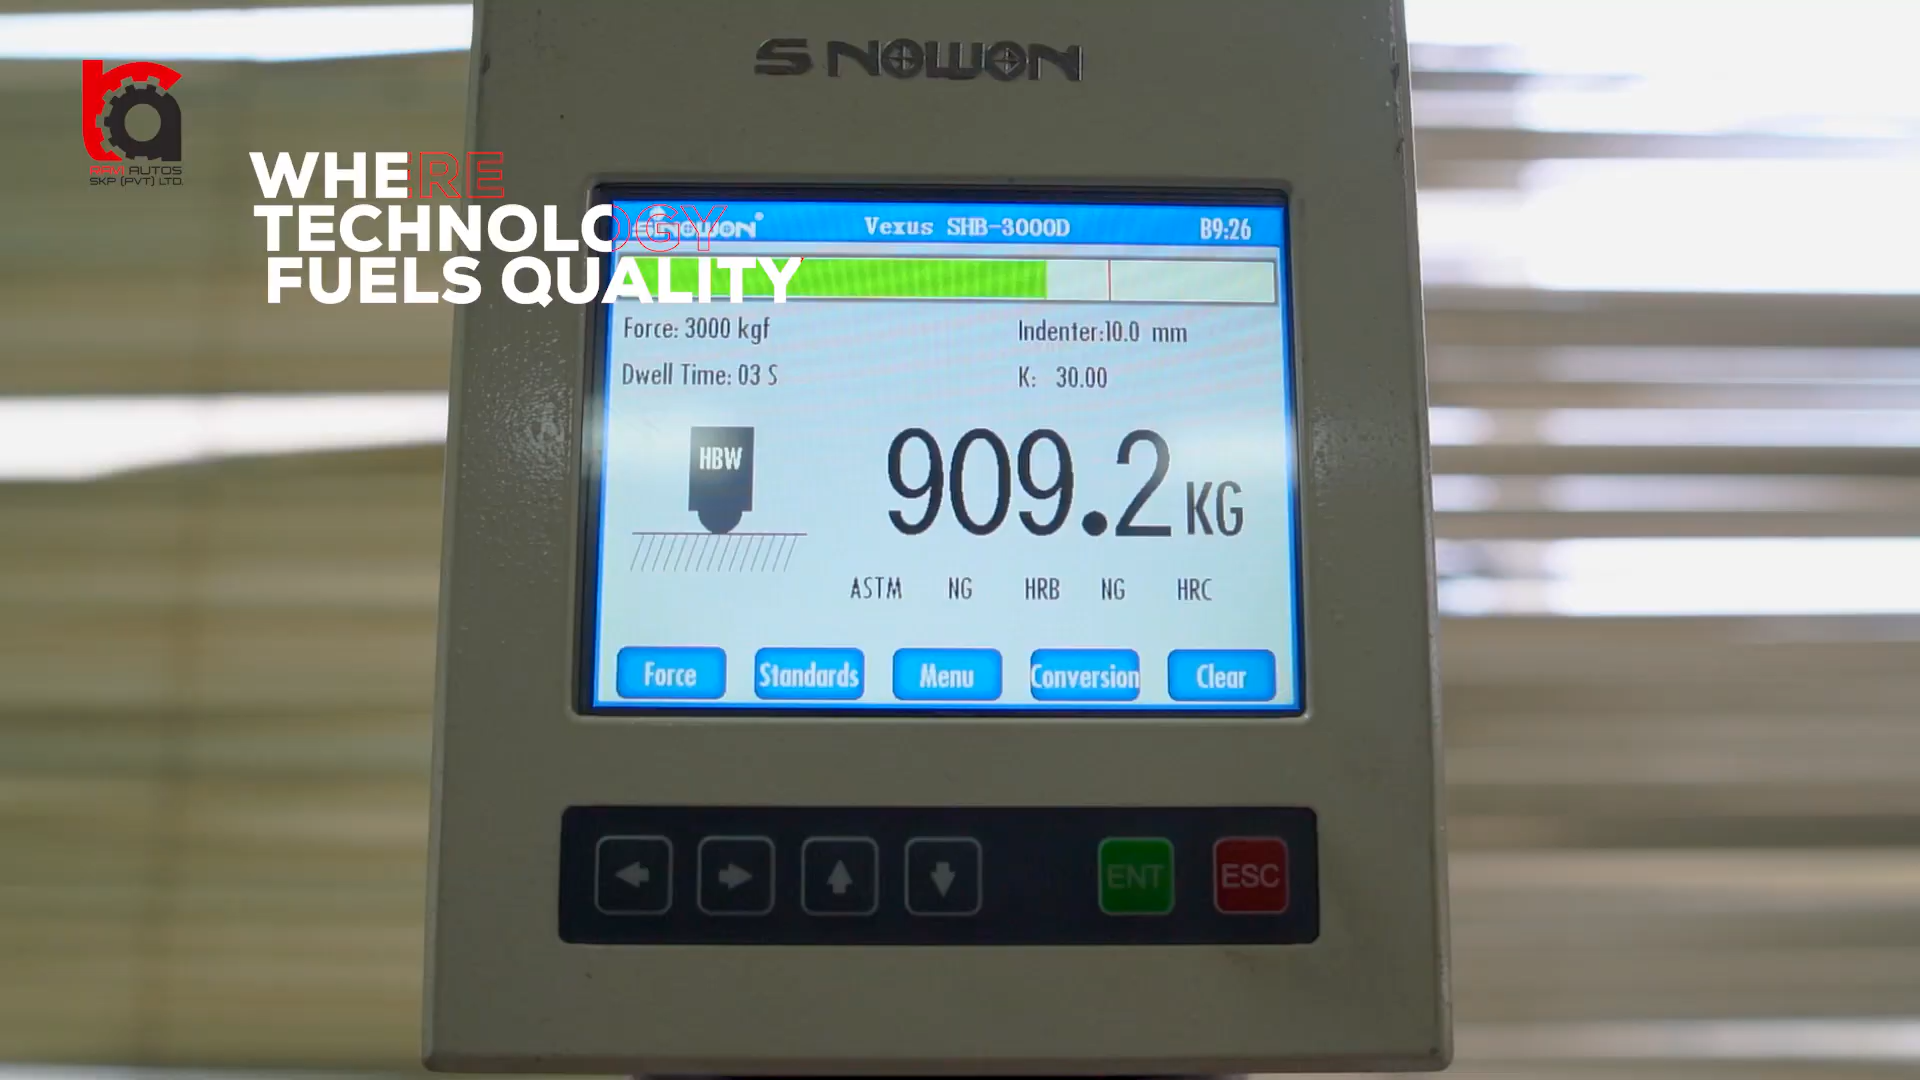 SNOWON
RAVI AUTOS
SKP (PVT) LTD.
WHERE
TECHNOLOGY
FUELS QUALITY
SNOWON®
Vexus SHB-3000D
B9:26
Force: 3000 kgf
Indenter:10.0 mm
Dwell Time: 03 S
K: 30.00
HBW
909.2 KG
ASTM NG HRB NG HRC
Force Standards Menu Conversion Clear
ENT ESC